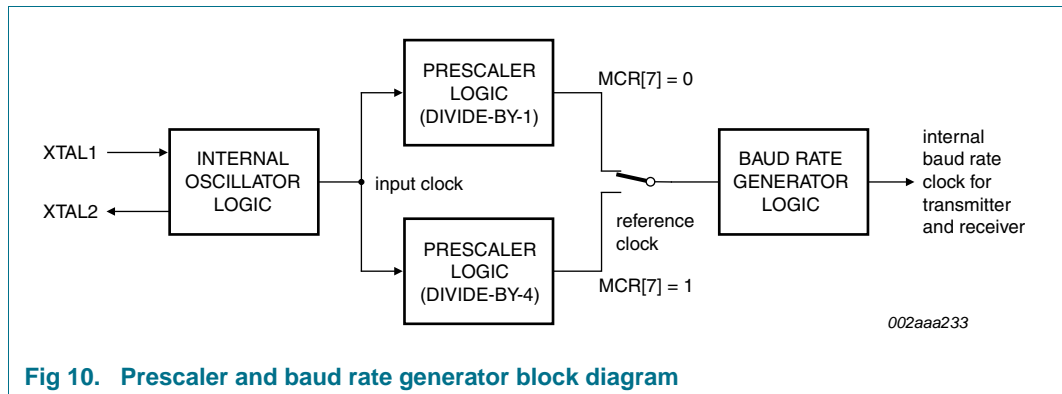 PRESCALER
LOGIC
(DIVIDE-BY-1)
MCR[7] = 0
XTAL1
XTAL2
INTERNAL
OSCILLATOR
LOGIC
input clock
BAUD RATE
GENERATOR
LOGIC
internal
baud rate
clock for
transmitter
and receiver
reference
clock
PRESCALER
LOGIC
(DIVIDE-BY-4)
MCR[7] = 1
002aaa233
Fig 10. Prescaler and baud rate generator block diagram